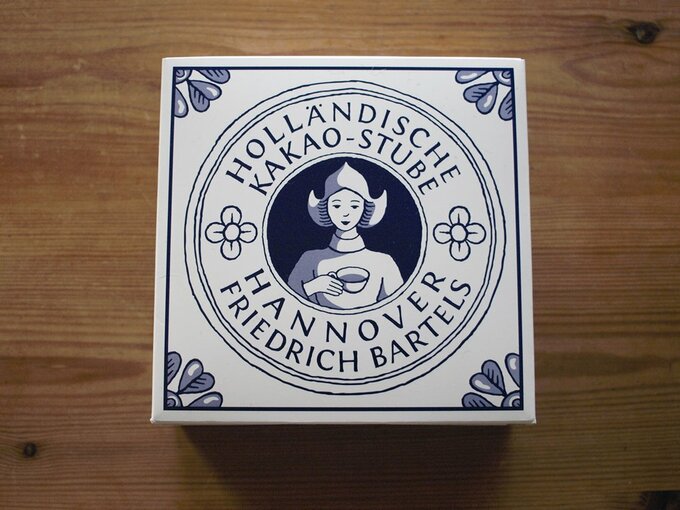 HOLLÄNDISCHE
KAKAO-STUBE
HANNOVER
FRIEDRICH BARTELS